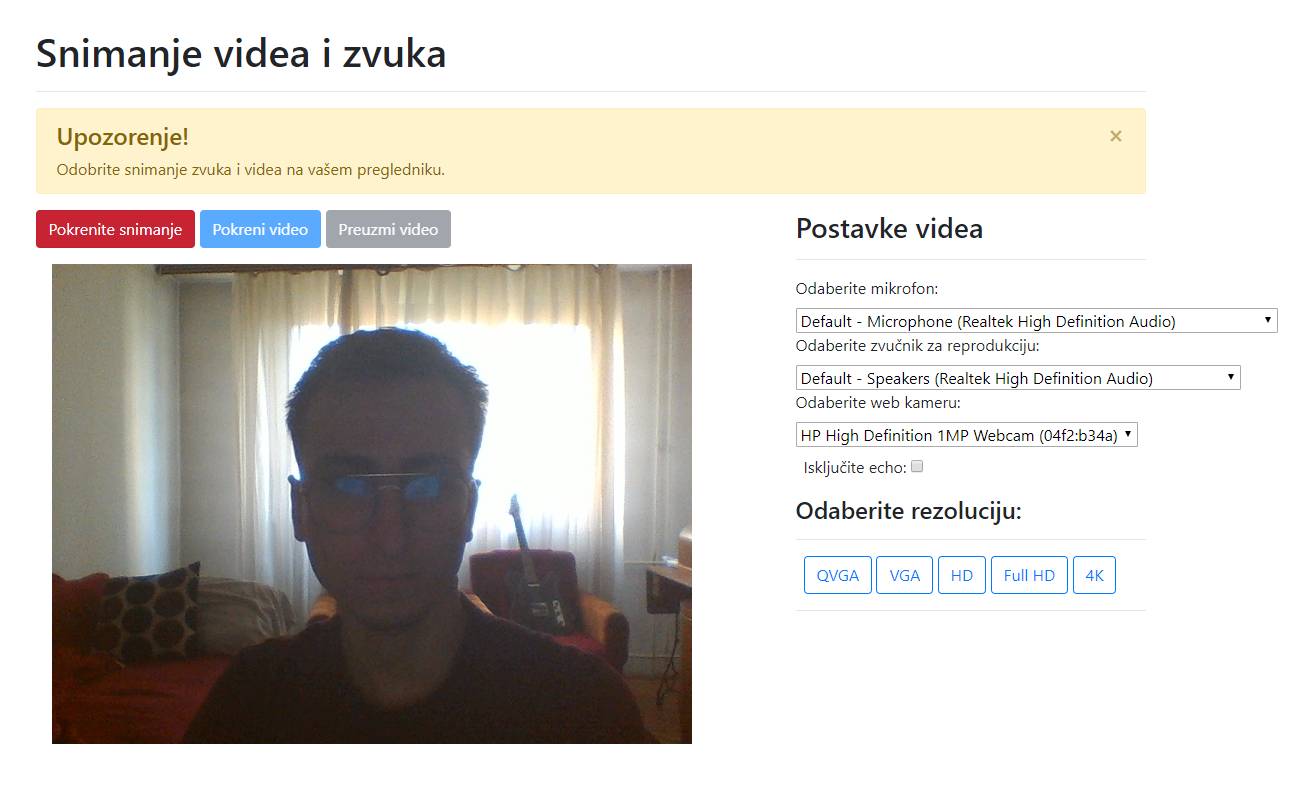 Snimanje videa i zvuka
Upozorenje!
×
Odobrite snimanje zvuka i videa na vašem pregledniku.
Pokrenite snimanje
Pokreni video
Preuzmi video
Postavke videa
Odaberite mikrofon:
Default - Microphone (Realtek High Definition Audio)
Odaberite zvučnik za reprodukciju:
Default - Speakers (Realtek High Definition Audio)
Odaberite web kameru:
HP High Definition 1MP Webcam (04f2:b34a)
Isključite echo:
Odaberite rezoluciju:
QVGA
VGA
HD
Full HD
4K